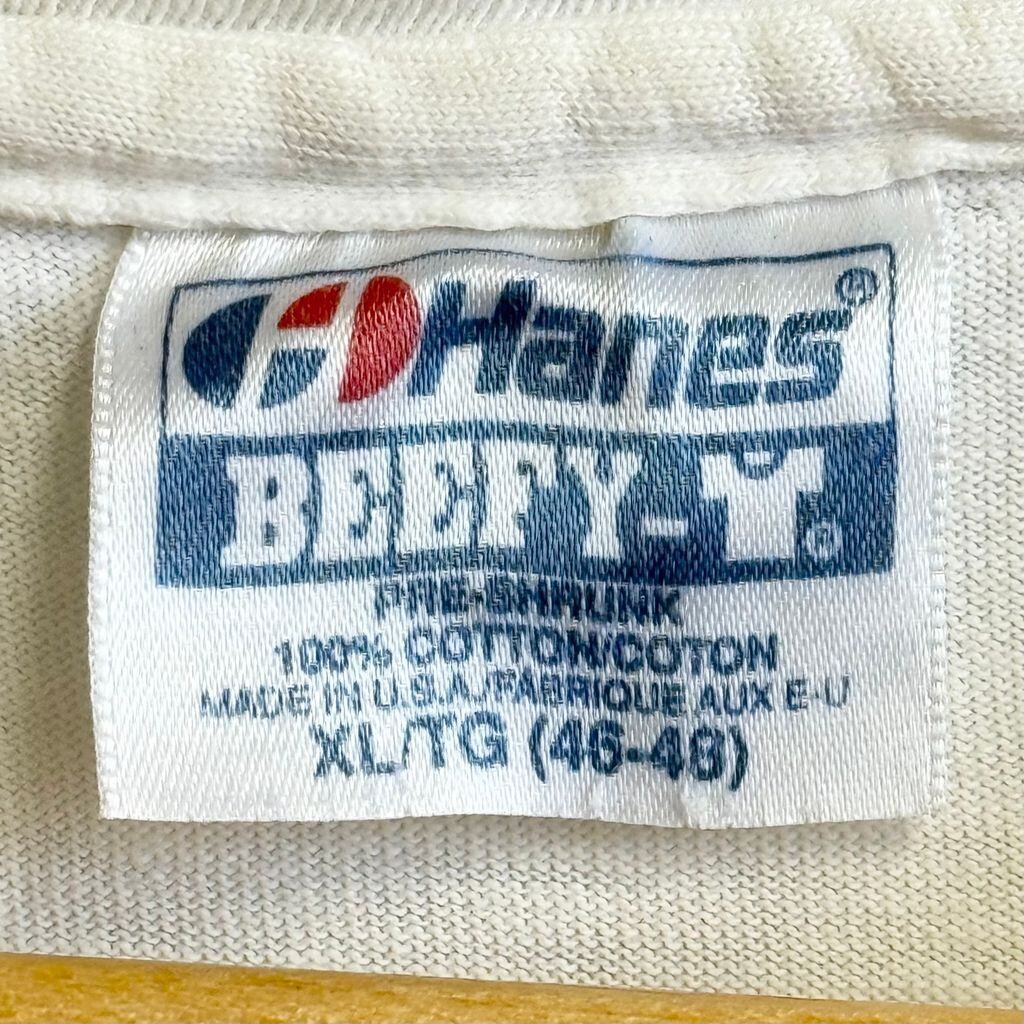 Hanes®
BEEFY-T®
PRE-SHRUNK
100% COTTON/COTON
MADE IN U.S.A./FABRIQUE AUX E-U
XL/TG (46-48)